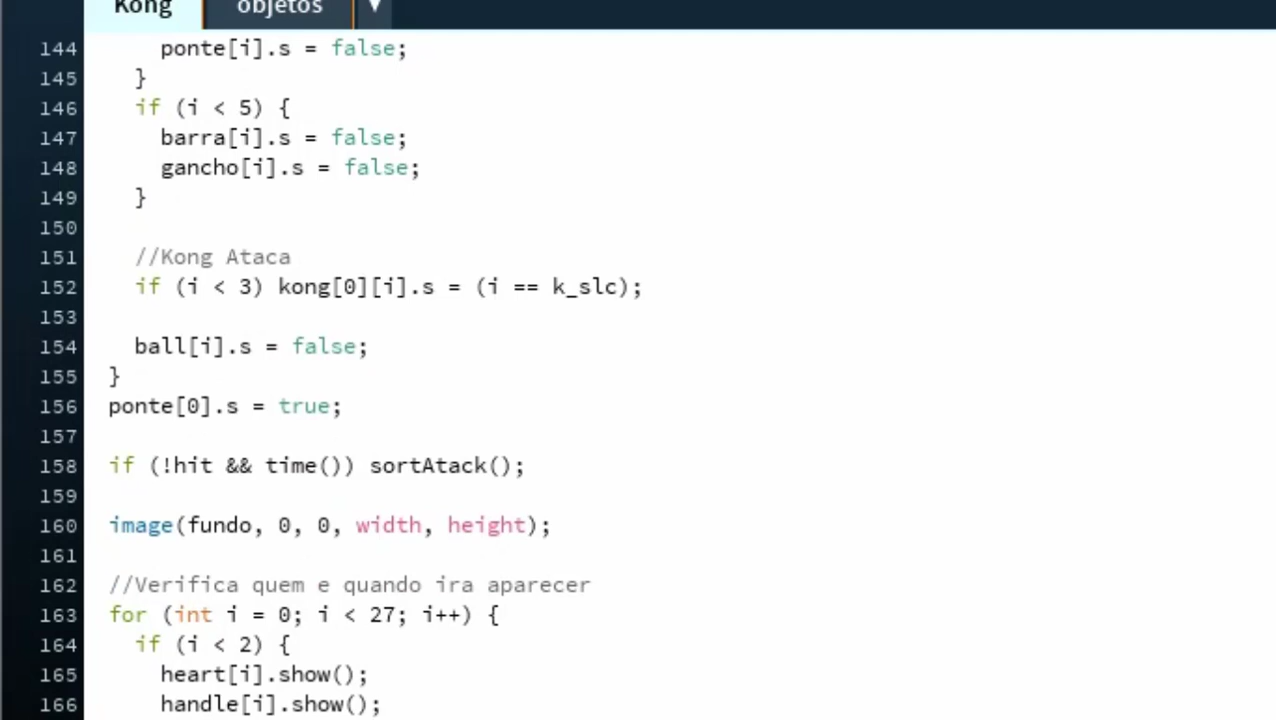 Kong objetos ▼
144 ponte[i].s = false;
145 }
146 if (i < 5) {
147 barra[i].s = false;
148 gancho[i].s = false;
149 }
150
151 //Kong Ataca
152 if (i < 3) kong[0][i].s = (i == k_slc);
153
154 ball[i].s = false;
155 }
156 ponte[0].s = true;
157
158 if (!hit && time()) sortAtack();
159
160 image(fundo, 0, 0, width, height);
161
162 //Verifica quem e quando ira aparecer
163 for (int i = 0; i < 27; i++) {
164 if (i < 2) {
165 heart[i].show();
166 handle[i].show();